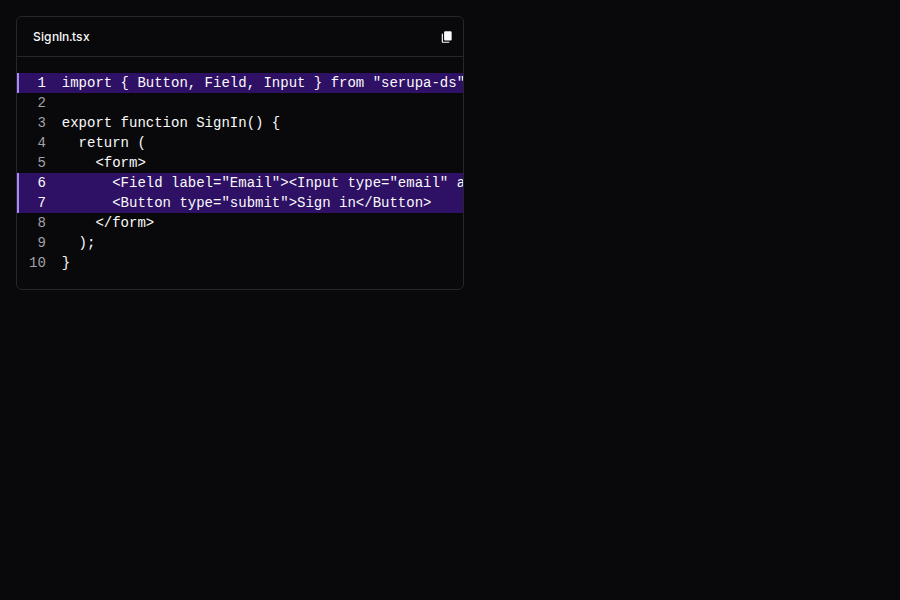 SignIn.tsx
1 import { Button, Field, Input } from "serupa-ds"
2
3 export function SignIn() {
4   return (
5     <form>
6       <Field label="Email"><Input type="email" a
7       <Button type="submit">Sign in</Button>
8     </form>
9   );
10 }